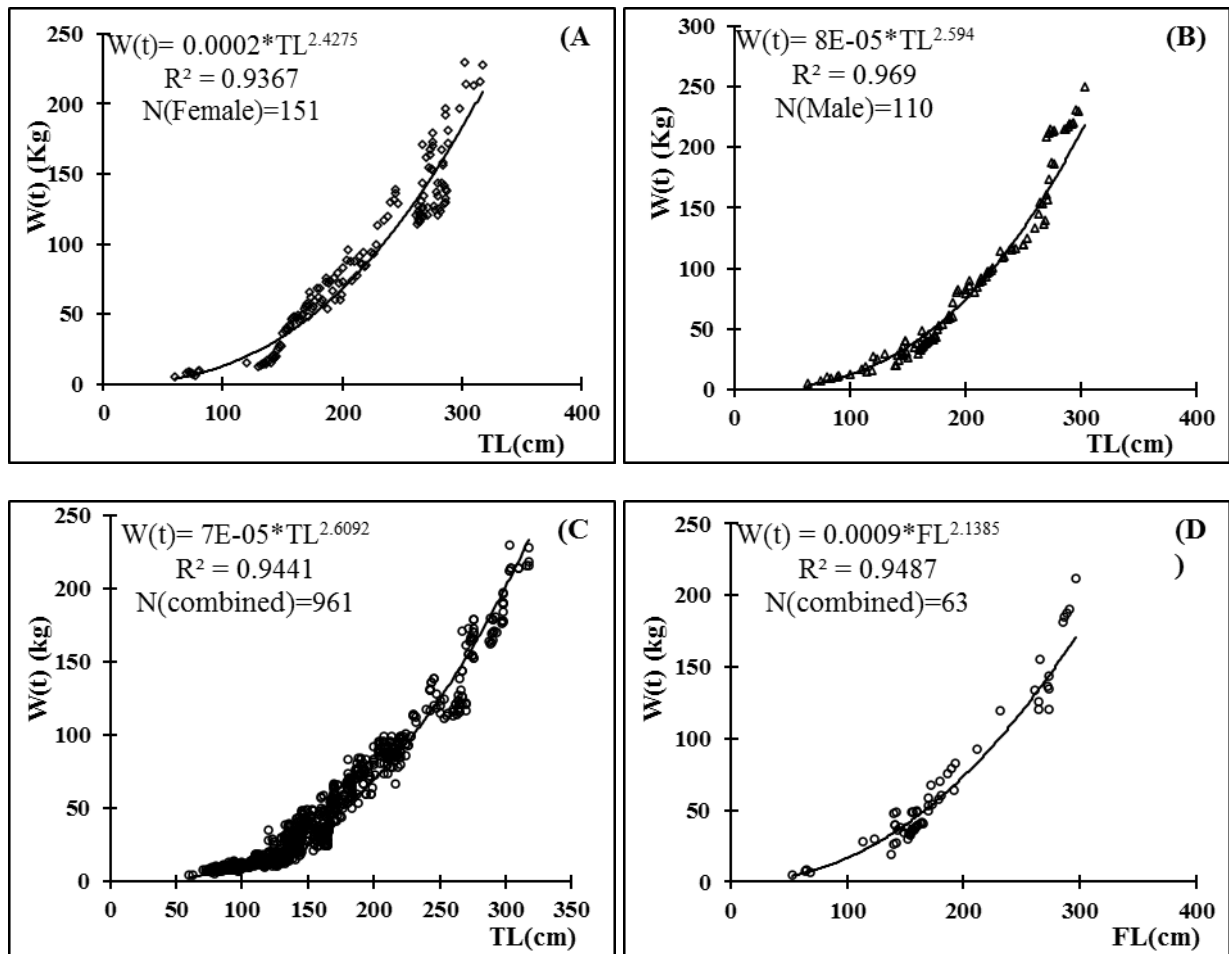 W(t)= 0.0002*TL^2.4275
R² = 0.9367
N(Female)=151
(A
W(t) (Kg)
250
200
150
100
50
0
0 100 200 300 400
TL(cm)
W(t)= 8E-05*TL^2.594
R² = 0.969
N(Male)=110
(B)
W(t) (Kg)
250
200
150
100
50
0
0 100 200 300 400
TL(cm)
W(t)= 7E-05*TL^2.6092
R² = 0.9441
N(combined)=961
(C
W(t) (kg)
250
200
150
100
50
0
0 50 100 150 200 250 300 350
TL(cm)
W(t) = 0.0009*FL^2.1385
R² = 0.9487
N(combined)=63
(D
)
W(t) (kg)
250
200
150
100
50
0
0 100 200 300 400
FL(cm)